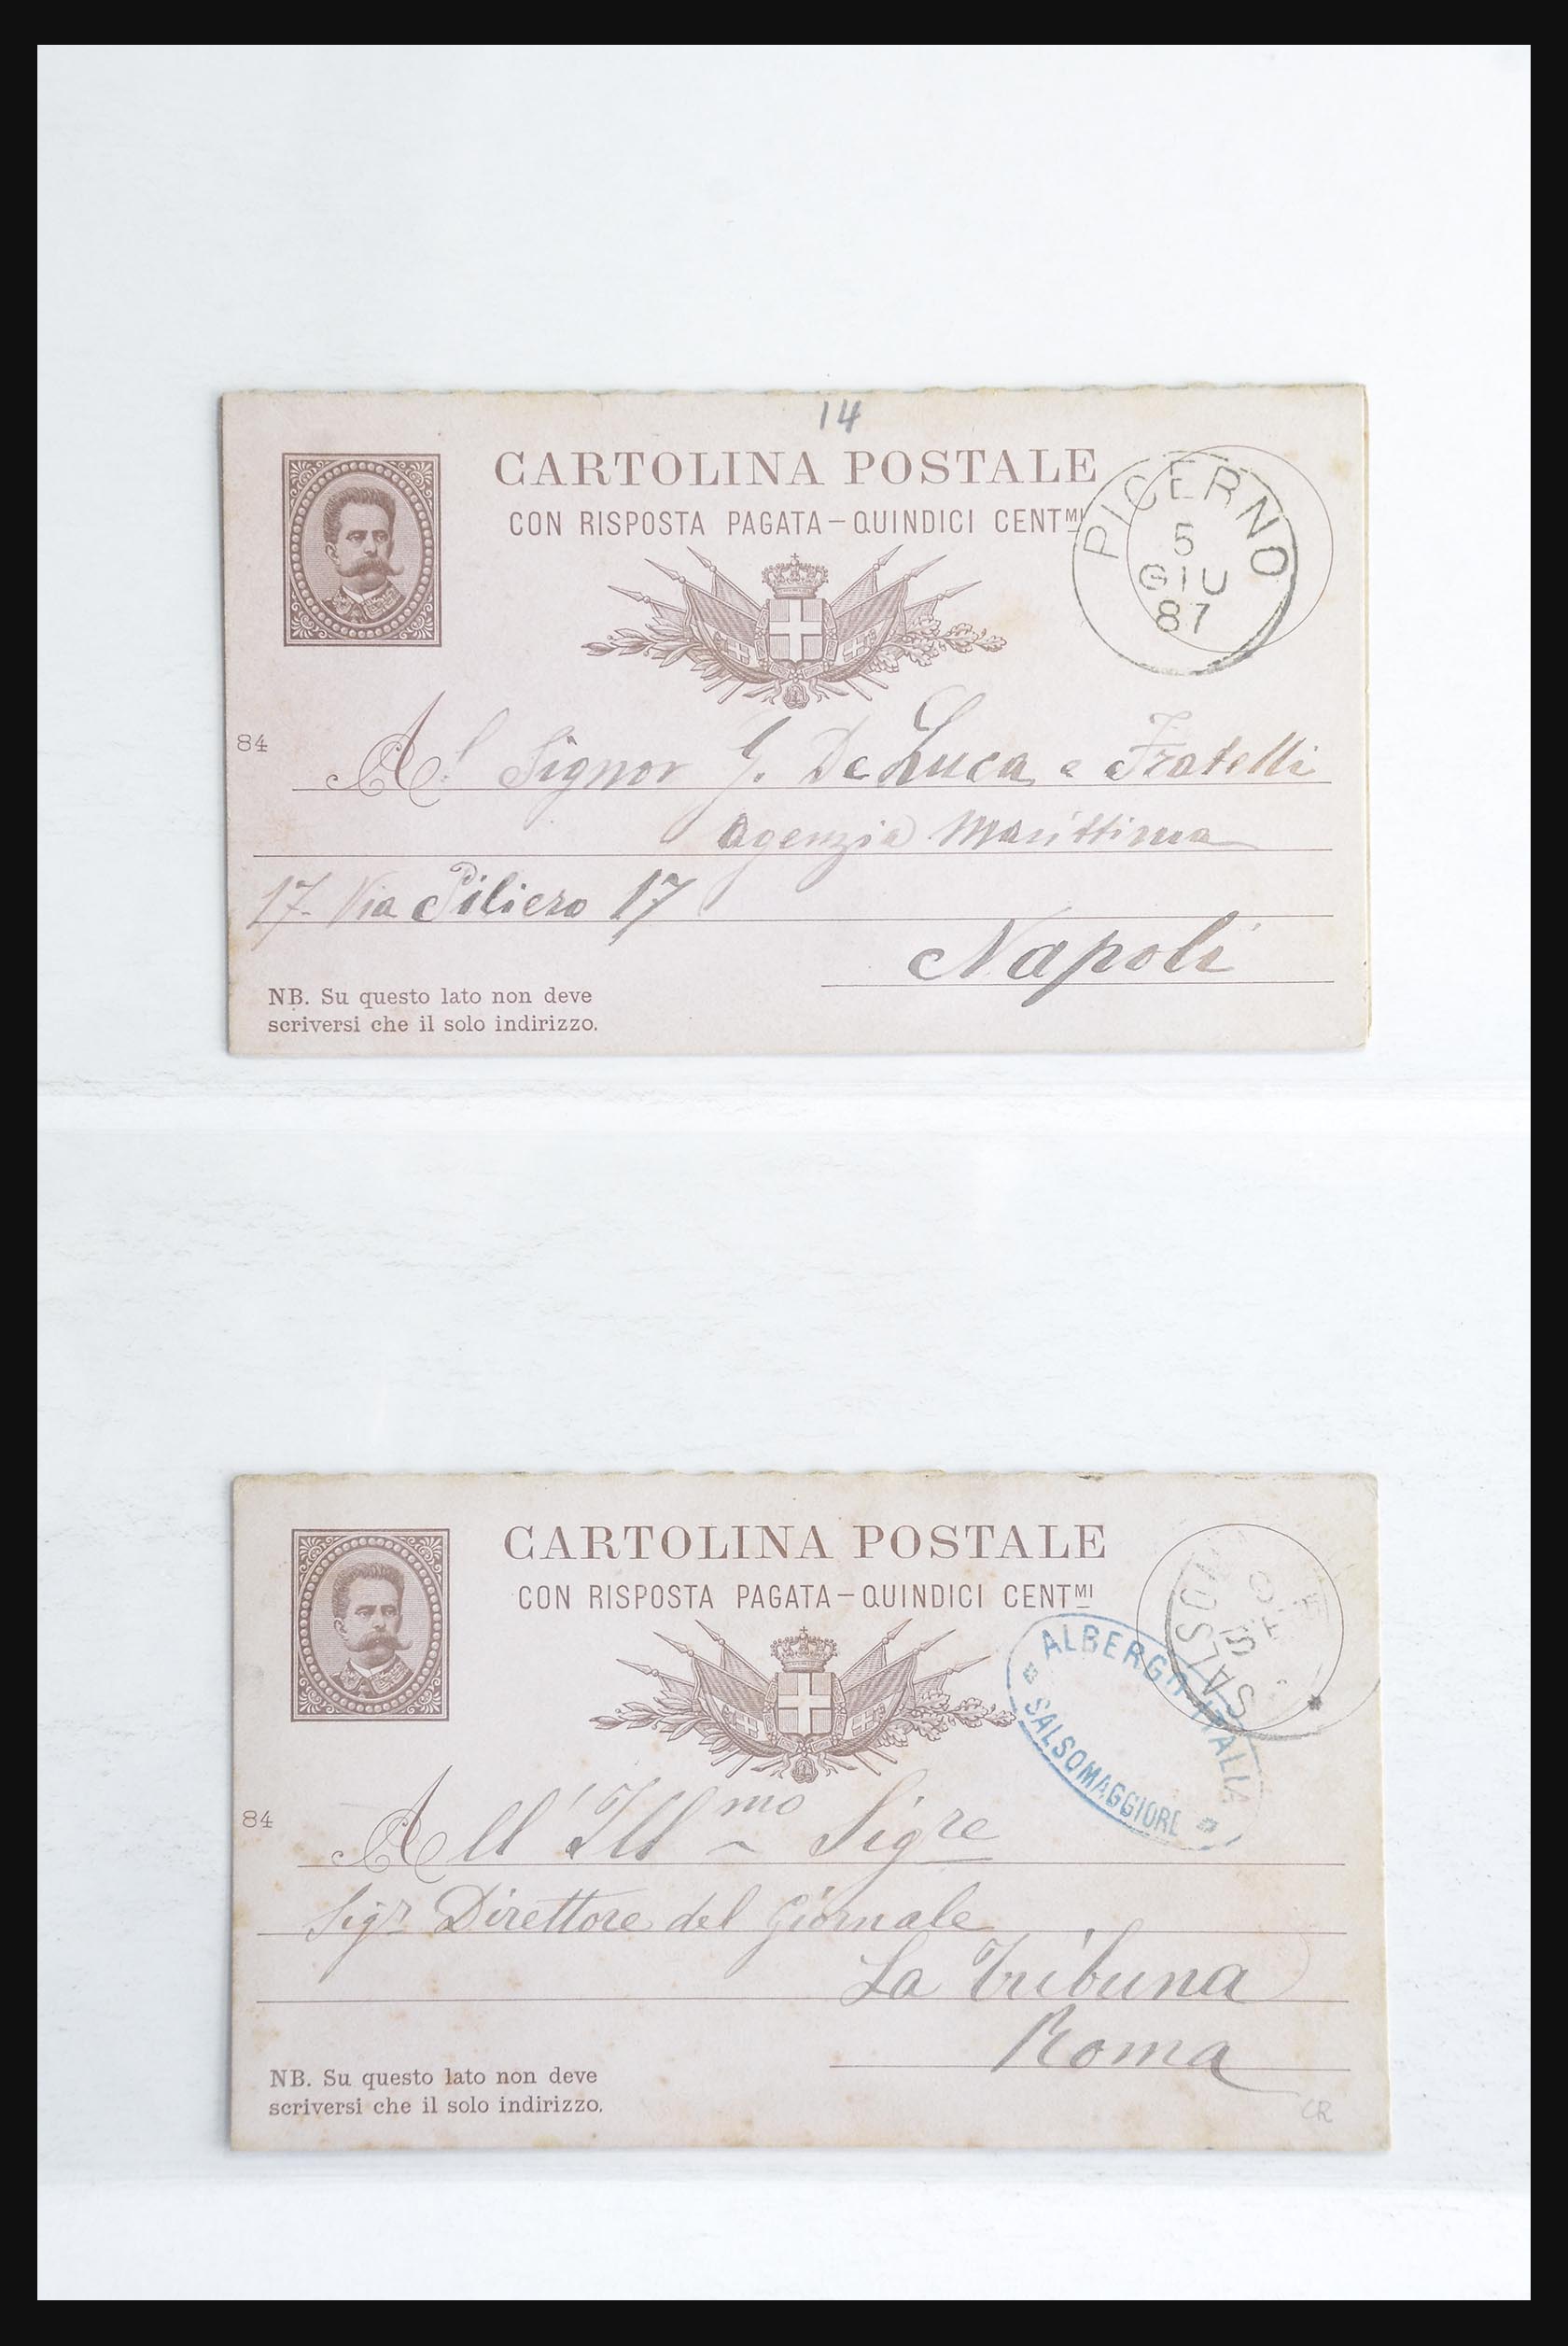 14
CARTOLINA POSTALE
CON RISPOSTA PAGATA — QUINDICI CENTMI
PICERNO
5
GIU
87
84
Al Signor G. De Luca e Fratelli
Agenzia Marittima
17. Via Piliero 17
Napoli
NB. Su questo lato non deve
scriversi che il solo indirizzo.
CARTOLINA POSTALE
CON RISPOSTA PAGATA — QUINDICI CENTMI
ALBERGO ITALIA
SALSOMAGGIORE
84
All'Illmo Sigre
Sigr Direttore del Giornale
La Tribuna
Roma
NB. Su questo lato non deve
scriversi che il solo indirizzo.
CR